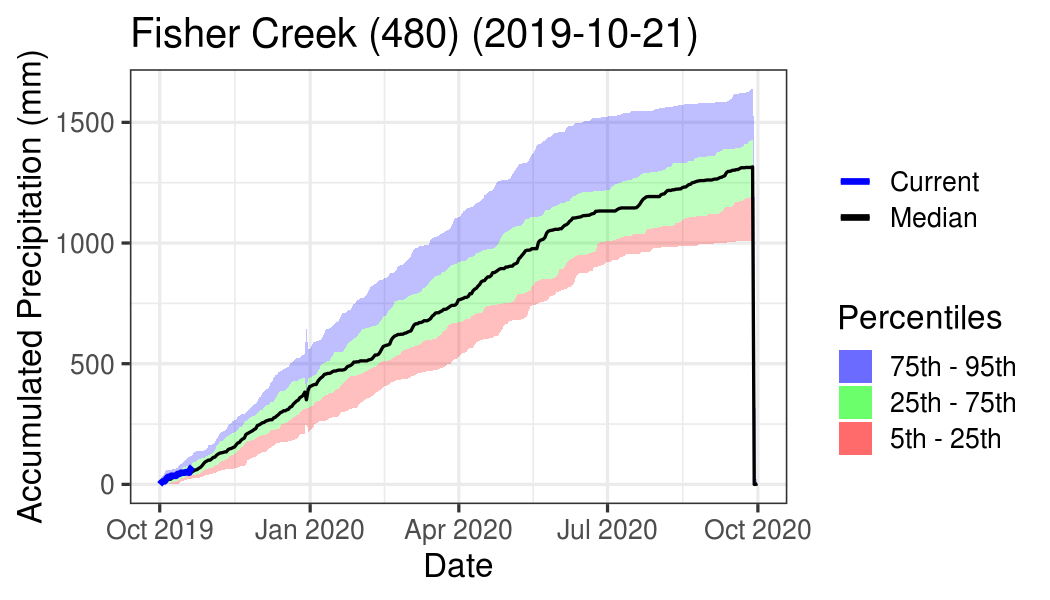 Fisher Creek (480) (2019-10-21)
Accumulated Precipitation (mm)
1500
1000
500
0
Oct 2019
Jan 2020
Apr 2020
Jul 2020
Oct 2020
Date
Current
Median
Percentiles
75th - 95th
25th - 75th
5th - 25th